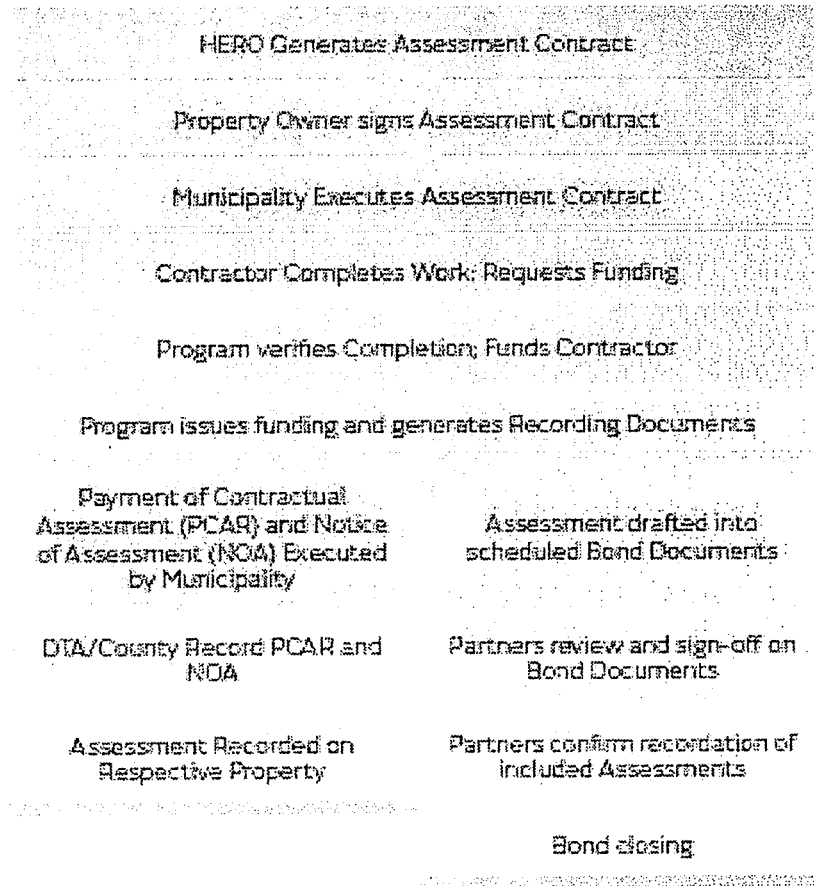 HERO Generates Assessment Contract
Property Owner signs Assessment Contract
Municipality Executes Assessment Contract
Contractor Completes Work; Requests Funding
Program verifies Completion; Funds Contractor
Program issues funding and generates Recording Documents
Payment of Contractual
Assessment (PCAR) and Notice
of Assessment (NOA) Executed
by Municipality
DTA/County Record PCAR and
NOA
Assessment Recorded on
Respective Property
Assessment drafted into
scheduled Bond Documents
Partners review and sign-off on
Bond Documents
Partners confirm recordation of
included Assessments
Bond closing